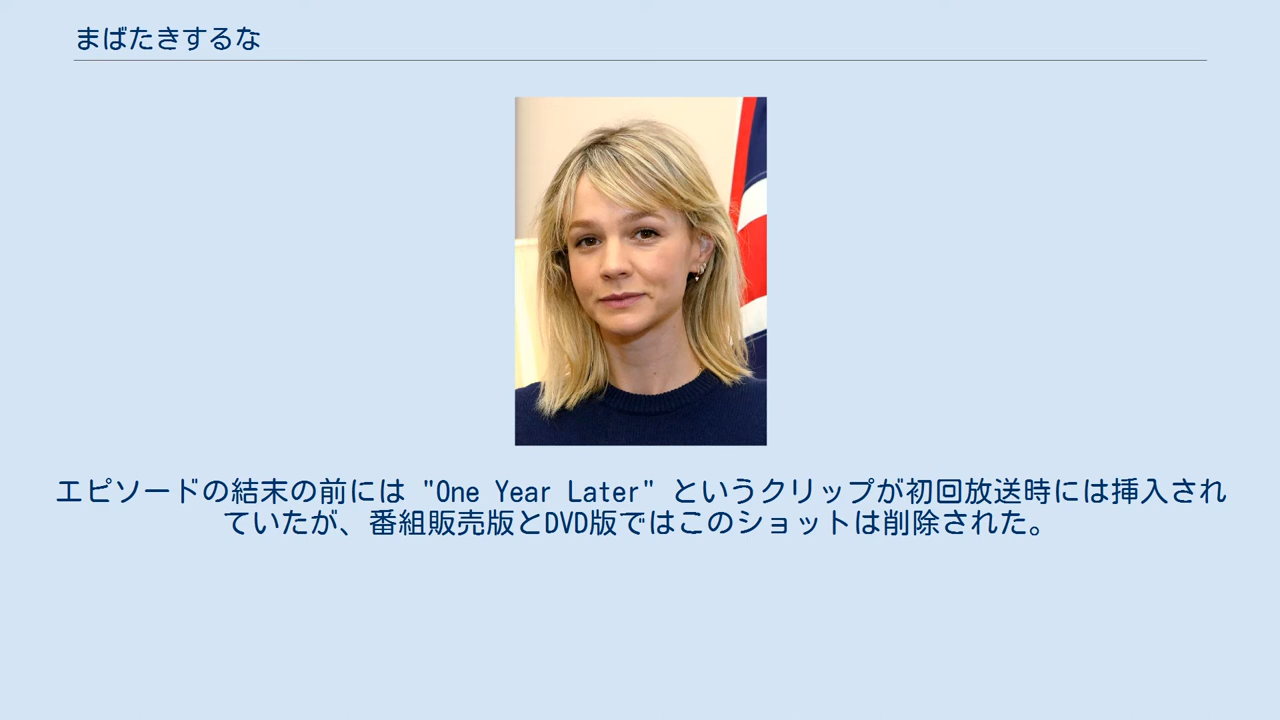 まばたきするな
エピソードの結末の前には "One Year Later" というクリップが初回放送時には挿入され
ていたが、番組販売版とDVD版ではこのショットは削除された。